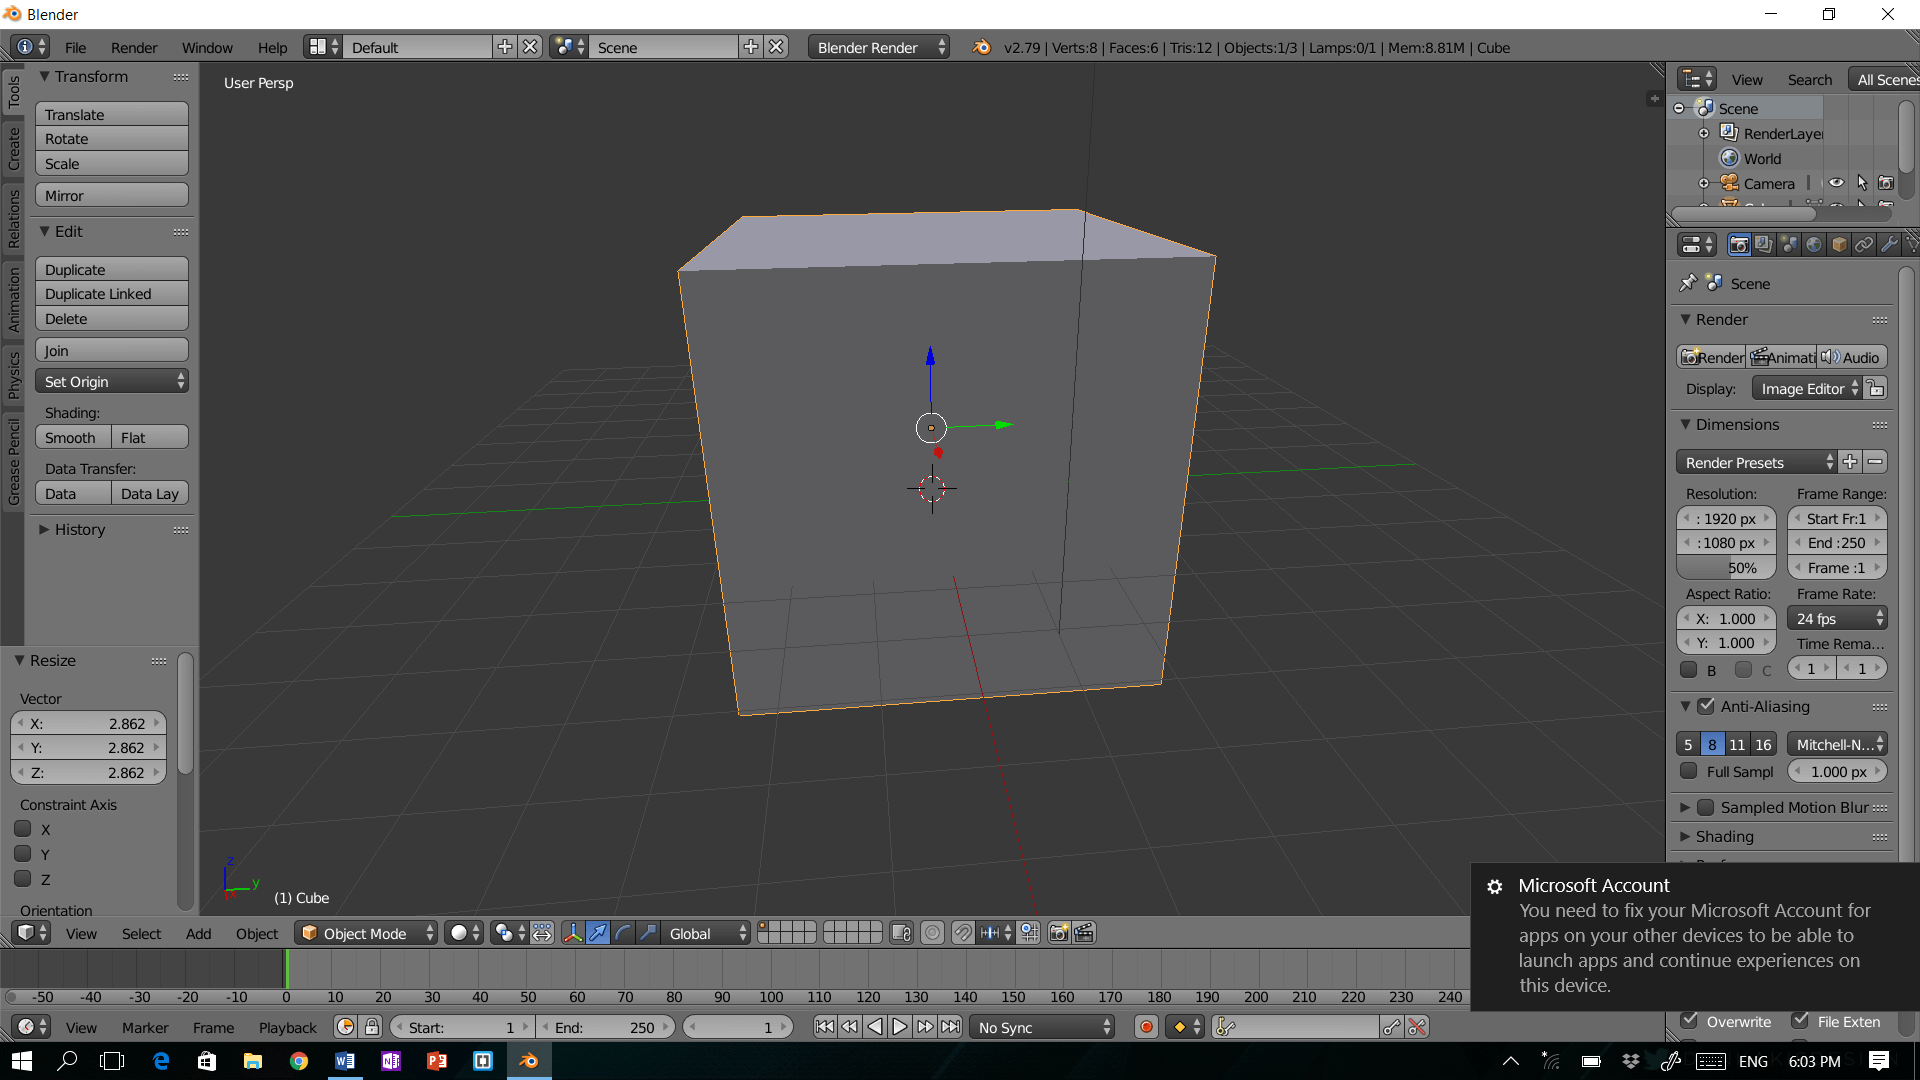 Blender
File Render Window Help Default Scene Blender Render v2.79 | Verts:8 | Faces:6 | Tris:12 | Objects:1/3 | Lamps:0/1 | Mem:8.81M | Cube
Tools
Create
Relations
Animation
Physics
Grease Pencil
Transform
Translate
Rotate
Scale
Mirror
Edit
Duplicate
Duplicate Linked
Delete
Join
Set Origin
Shading:
Smooth Flat
Data Transfer:
Data Data Lay
History
Resize
Vector
X: 2.862
Y: 2.862
Z: 2.862
Constraint Axis
X
Y
Z
Orientation
User Persp
z
y
(1) Cube
View Search All Scenes
Scene
RenderLayer
World
Camera
Scene
Render
Render Animati Audio
Display: Image Editor
Dimensions
Render Presets
Resolution: Frame Range:
: 1920 px Start Fr:1
:1080 px End :250
50% Frame :1
Aspect Ratio: Frame Rate:
X: 1.000 24 fps
Y: 1.000 Time Rema...
B C 1 1
Anti-Aliasing
5 8 11 16 Mitchell-N...
Full Sampl 1.000 px
Sampled Motion Blur
Shading
Microsoft Account
You need to fix your Microsoft Account for
apps on your other devices to be able to
launch apps and continue experiences on
this device.
Overwrite File Exten
View Select Add Object Object Mode Global
-50 -40 -30 -20 -10 0 10 20 30 40 50 60 70 80 90 100 110 120 130 140 150 160 170 180 190 200 210 220 230 240
View Marker Frame Playback Start: 1 End: 250 1 No Sync
ENG 6:03 PM